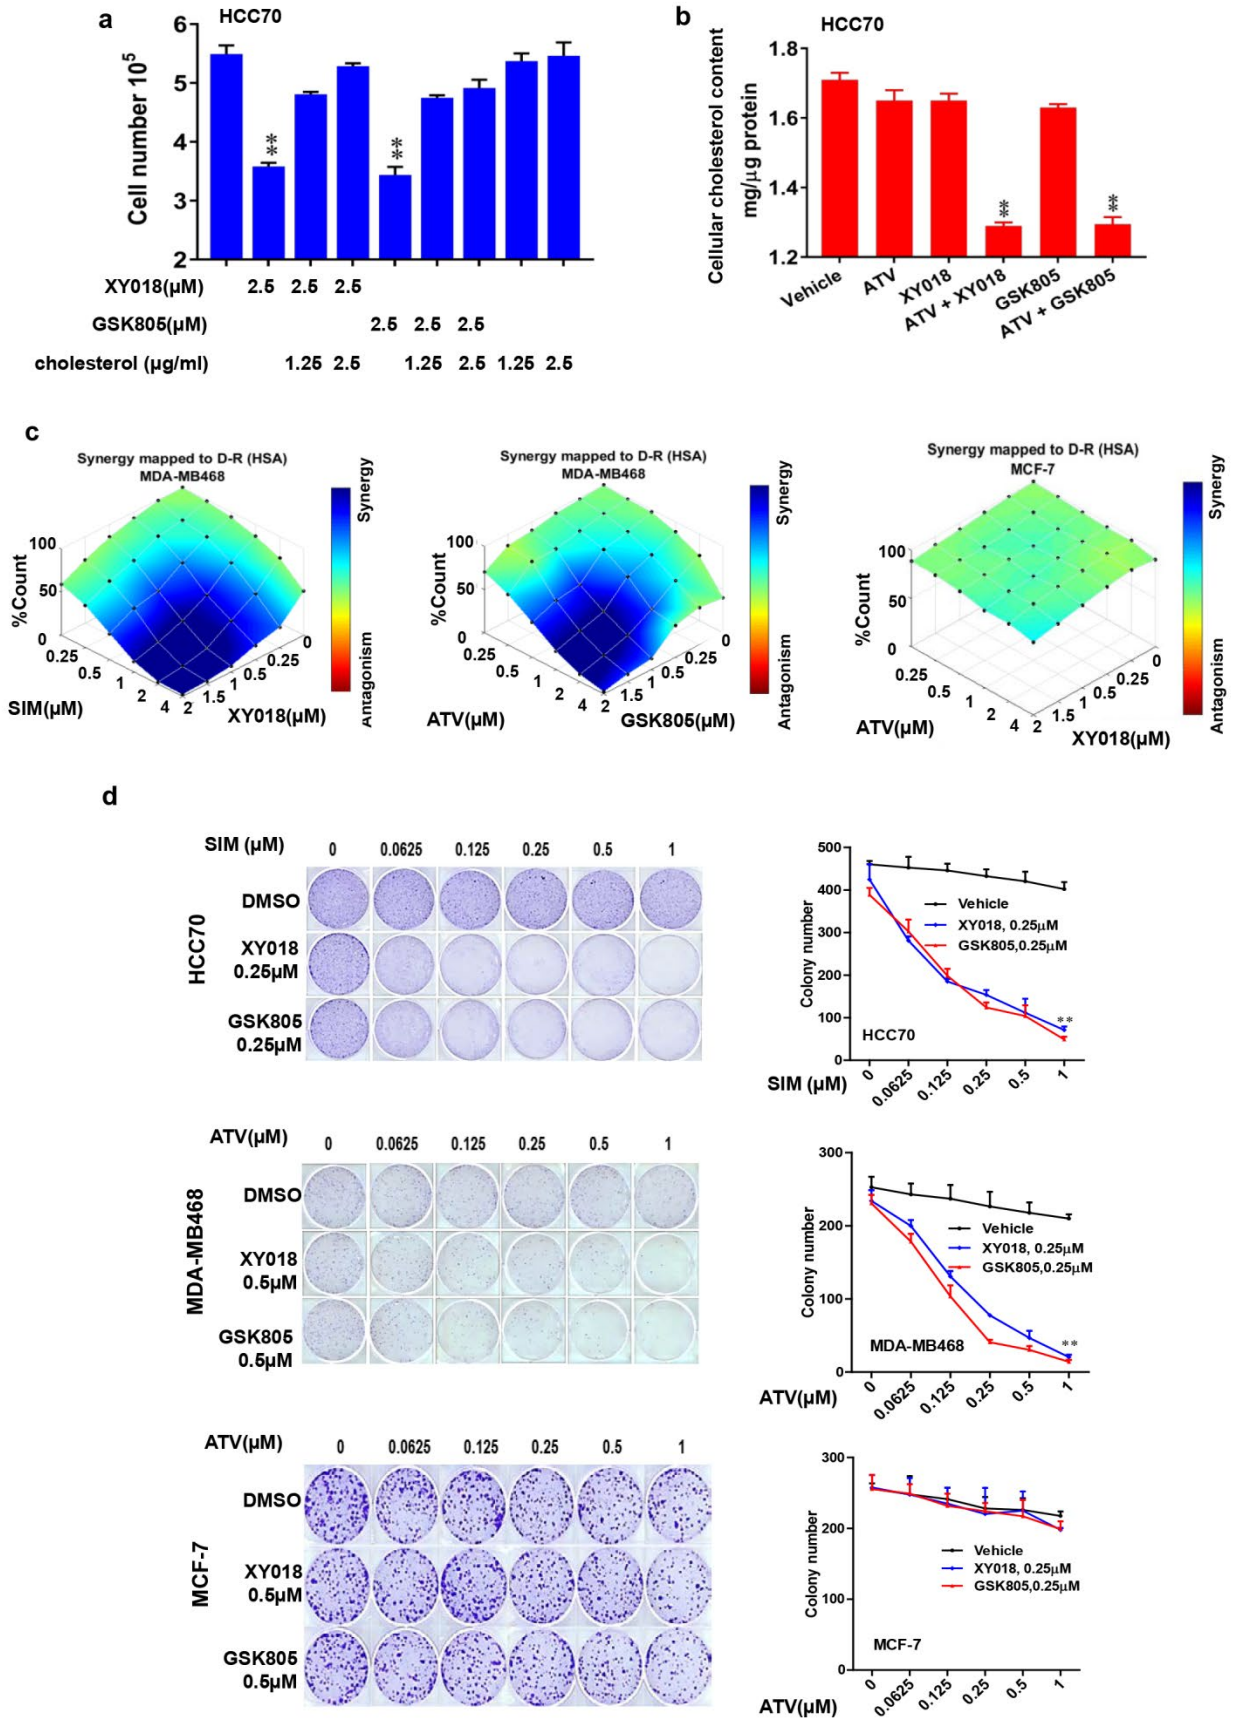 a
HCC70
Cell number 10⁵
6
5
4
3
2
**
**
XY018(µM) 2.5 2.5 2.5
GSK805(µM) 2.5 2.5 2.5
cholesterol (µg/ml) 1.25 2.5 1.25 2.5 1.25 2.5
b
HCC70
Cellular cholesterol content
mg/µg protein
1.8
1.6
1.4
1.2
**
**
Vehicle
ATV
XY018
ATV + XY018
GSK805
ATV + GSK805
c
Synergy mapped to D-R (HSA)
MDA-MB468
%Count
100
50
0
0.25
0.5
1
2
4
SIM(µM)
2
1.5
1
0.5
0.25
0
XY018(µM)
Synergy
Antagonism
Synergy mapped to D-R (HSA)
MDA-MB468
%Count
100
50
0
0.25
0.5
1
2
4
ATV(µM)
2
1.5
1
0.5
0.25
0
GSK805(µM)
Synergy
Antagonism
Synergy mapped to D-R (HSA)
MCF-7
%Count
100
50
0
0.25
0.5
1
2
4
ATV(µM)
2
1.5
1
0.5
0.25
0
XY018(µM)
Synergy
Antagonism
d
SIM (µM) 0 0.0625 0.125 0.25 0.5 1
HCC70
DMSO
XY018
0.25µM
GSK805
0.25µM
Colony number
500
400
300
200
100
0
Vehicle
XY018, 0.25µM
GSK805,0.25µM
**
HCC70
SIM (µM) 0 0.0625 0.125 0.25 0.5 1
ATV(µM) 0 0.0625 0.125 0.25 0.5 1
MDA-MB468
DMSO
XY018
0.5µM
GSK805
0.5µM
Colony number
300
200
100
0
Vehicle
XY018, 0.25µM
GSK805,0.25µM
**
MDA-MB468
ATV(µM) 0 0.0625 0.125 0.25 0.5 1
ATV(µM) 0 0.0625 0.125 0.25 0.5 1
MCF-7
DMSO
XY018
0.5µM
GSK805
0.5µM
Colony number
300
200
100
0
Vehicle
XY018, 0.25µM
GSK805,0.25µM
MCF-7
ATV(µM) 0 0.0625 0.125 0.25 0.5 1